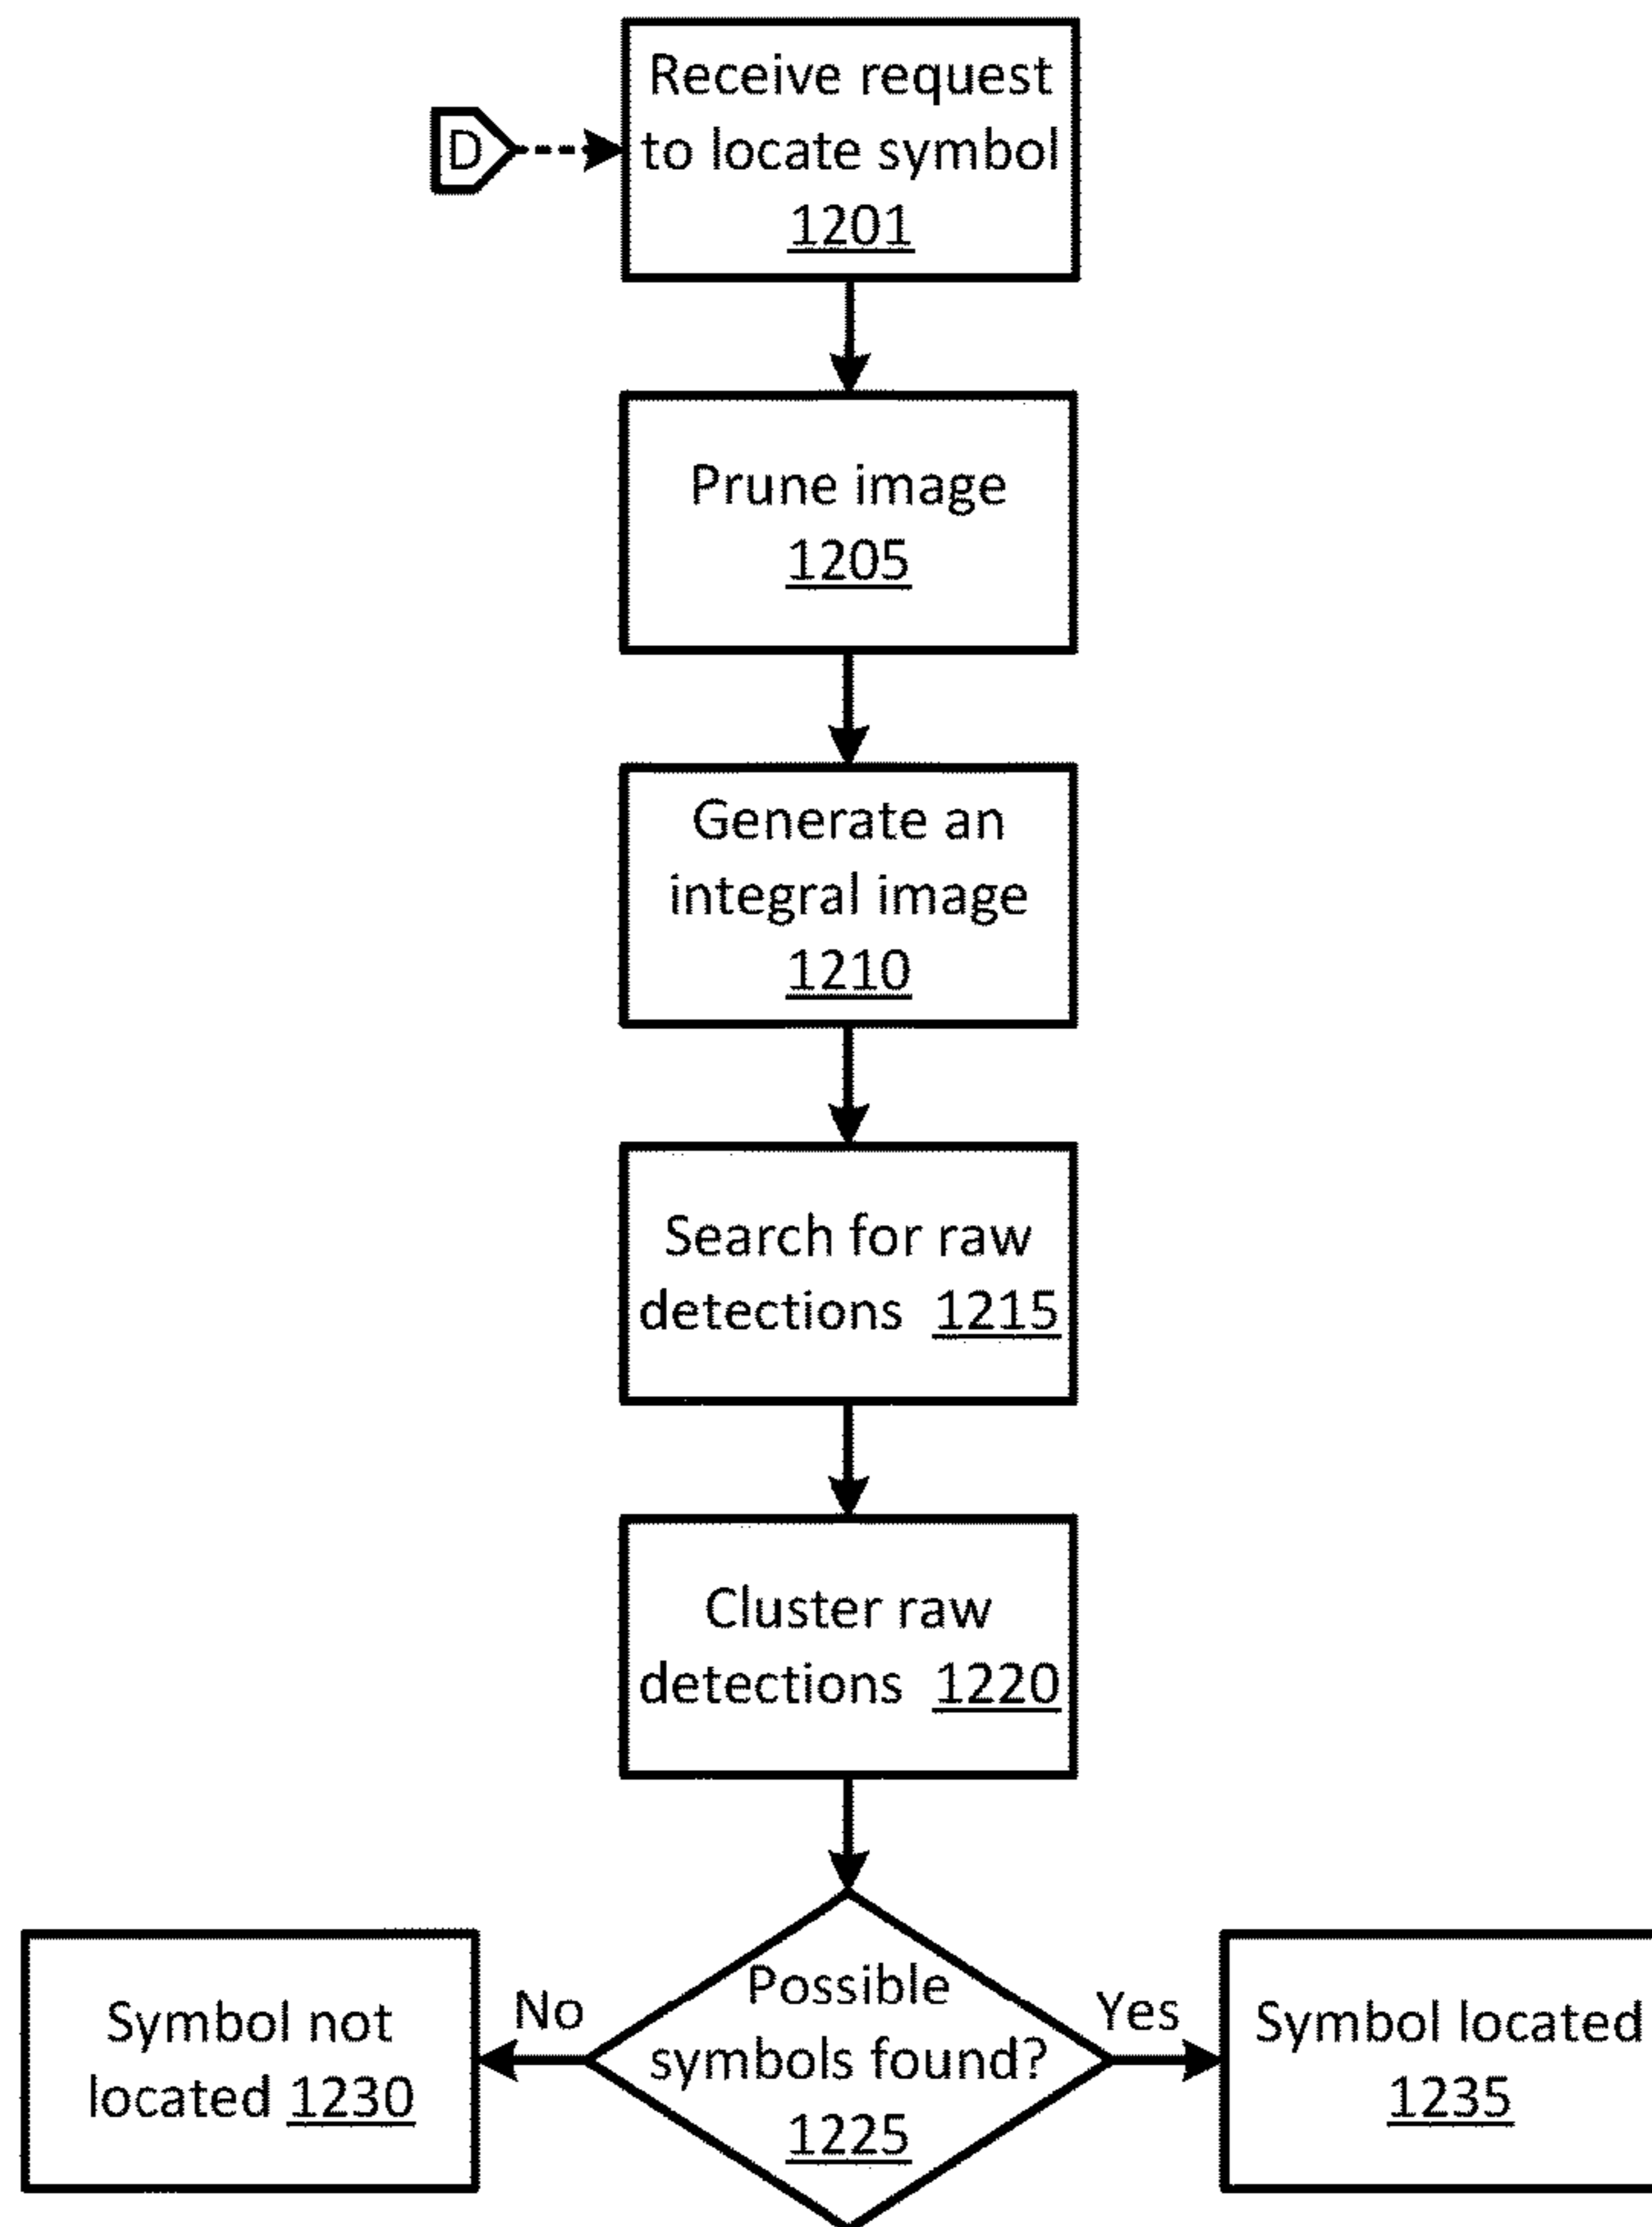 Receive request
D
to locate symbol
1201
Prune image
1205
Generate an
integral image
1210
Search for raw
detections 1215
Cluster raw
detections 1220
Possible
symbols found?
1225
No
Symbol not
located 1230
Yes
Symbol located
1235